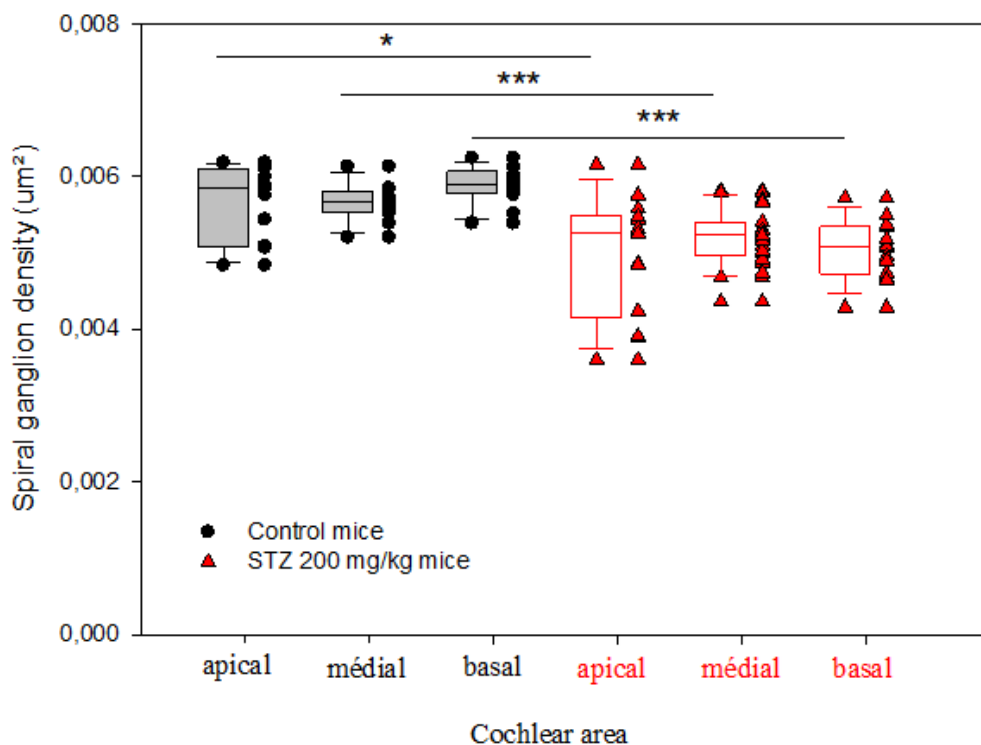 0,008
*
***
***
0,006
0,004
0,002
0,000
Spiral ganglion density (um²)
Control mice
STZ 200 mg/kg mice
apical médial basal apical médial basal
Cochlear area